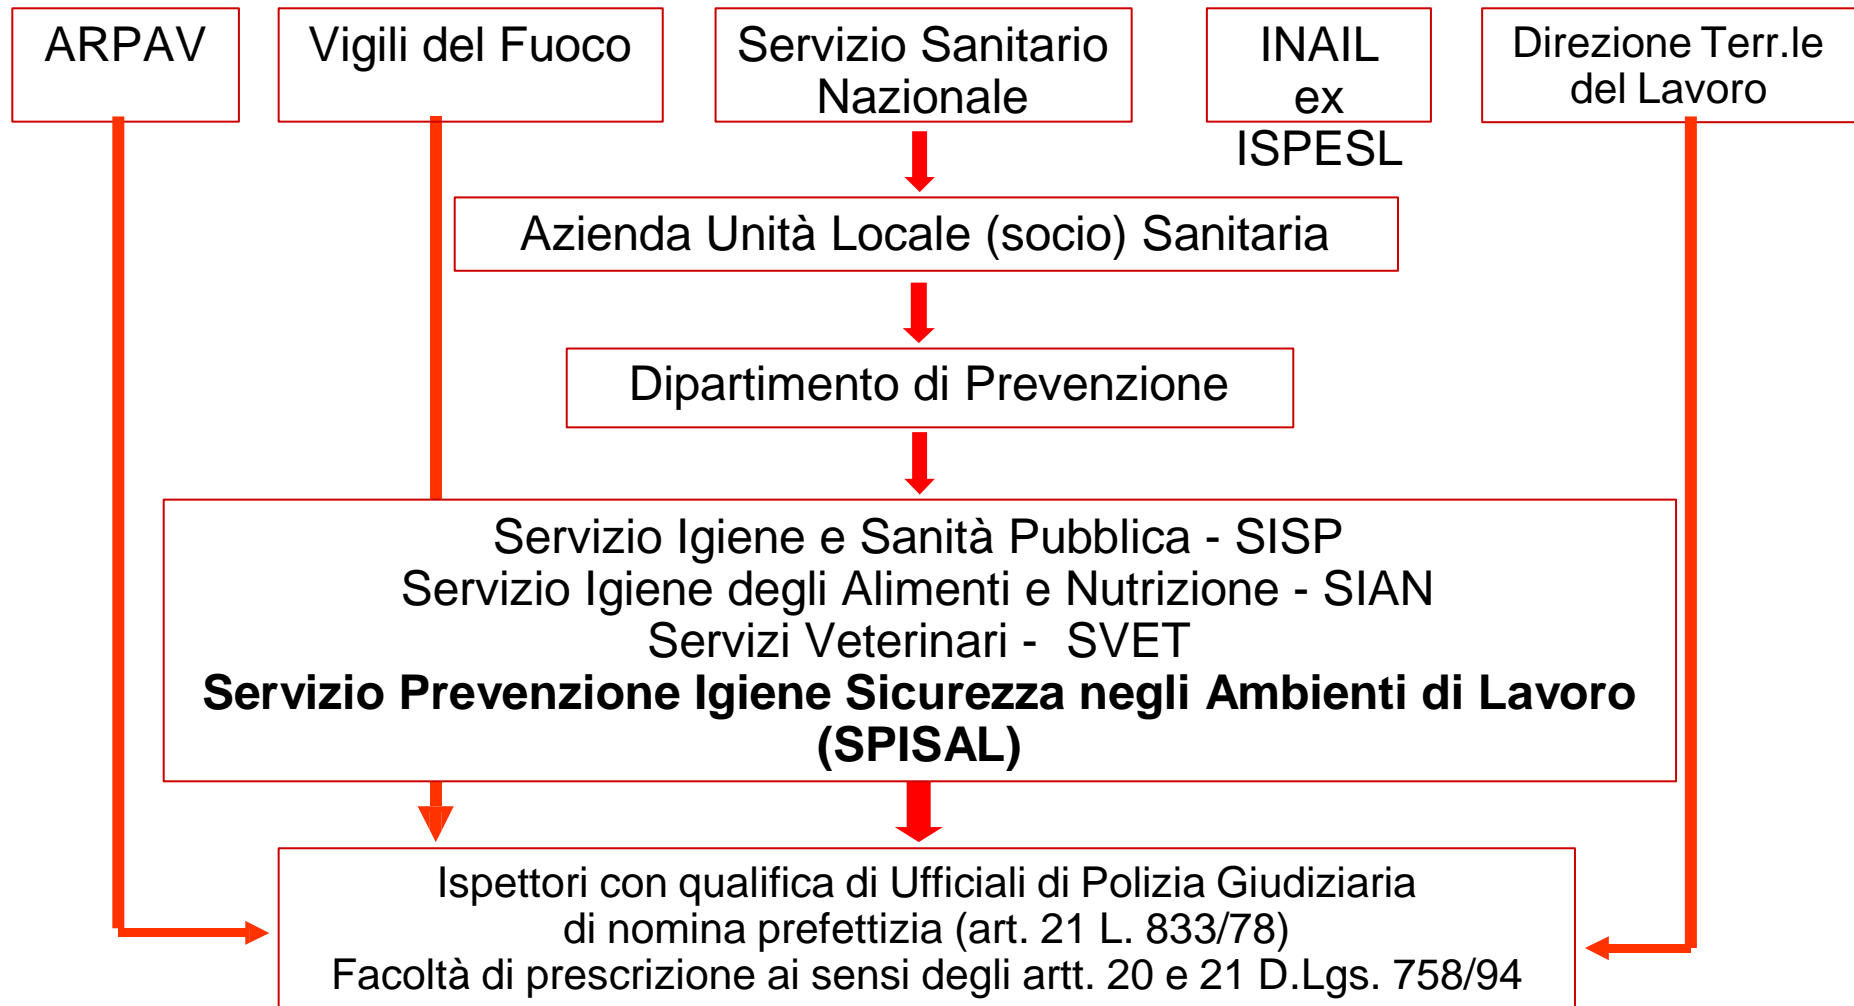 ARPAV
Vigili del Fuoco
Servizio Sanitario
Nazionale
INAIL
ex
ISPESL
Direzione Terr.le
del Lavoro
Azienda Unità Locale (socio) Sanitaria
Dipartimento di Prevenzione
Servizio Igiene e Sanità Pubblica - SISP
Servizio Igiene degli Alimenti e Nutrizione - SIAN
Servizi Veterinari - SVET
Servizio Prevenzione Igiene Sicurezza negli Ambienti di Lavoro
(SPISAL)
Ispettori con qualifica di Ufficiali di Polizia Giudiziaria
di nomina prefettizia (art. 21 L. 833/78)
Facoltà di prescrizione ai sensi degli artt. 20 e 21 D.Lgs. 758/94